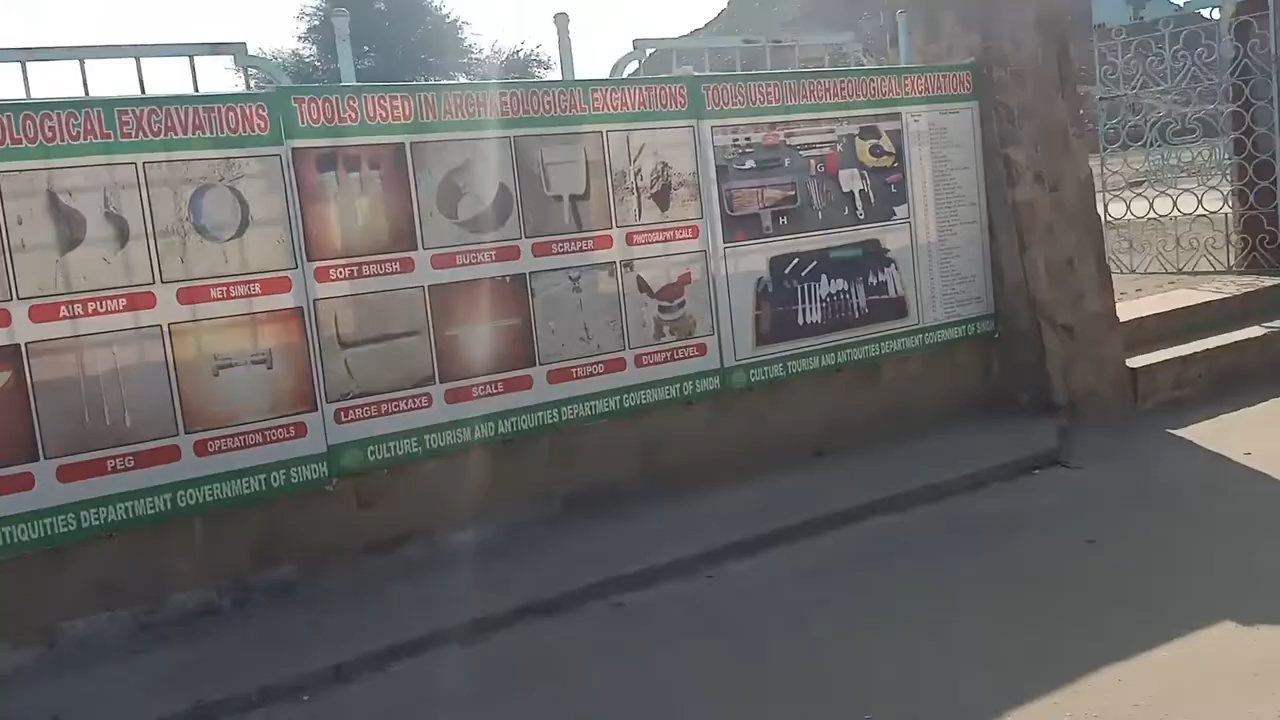 OLOGICAL EXCAVATIONS
AIR PUMP
NET SINKER
PEG
OPERATION TOOLS
TIQUITIES DEPARTMENT GOVERNMENT OF SINDH
TOOLS USED IN ARCHAEOLOGICAL EXCAVATIONS
SOFT BRUSH
BUCKET
SCRAPER
PHOTOGRAPHY SCALE
LARGE PICKAXE
SCALE
TRIPOD
DUMPY LEVEL
CULTURE, TOURISM AND ANTIQUITIES DEPARTMENT GOVERNMENT OF SINDH
TOOLS USED IN ARCHAEOLOGICAL EXCAVATIONS
F
G
K
L
H
J
CULTURE, TOURISM AND ANTIQUITIES DEPARTMENT GOVERNMENT OF SINDH